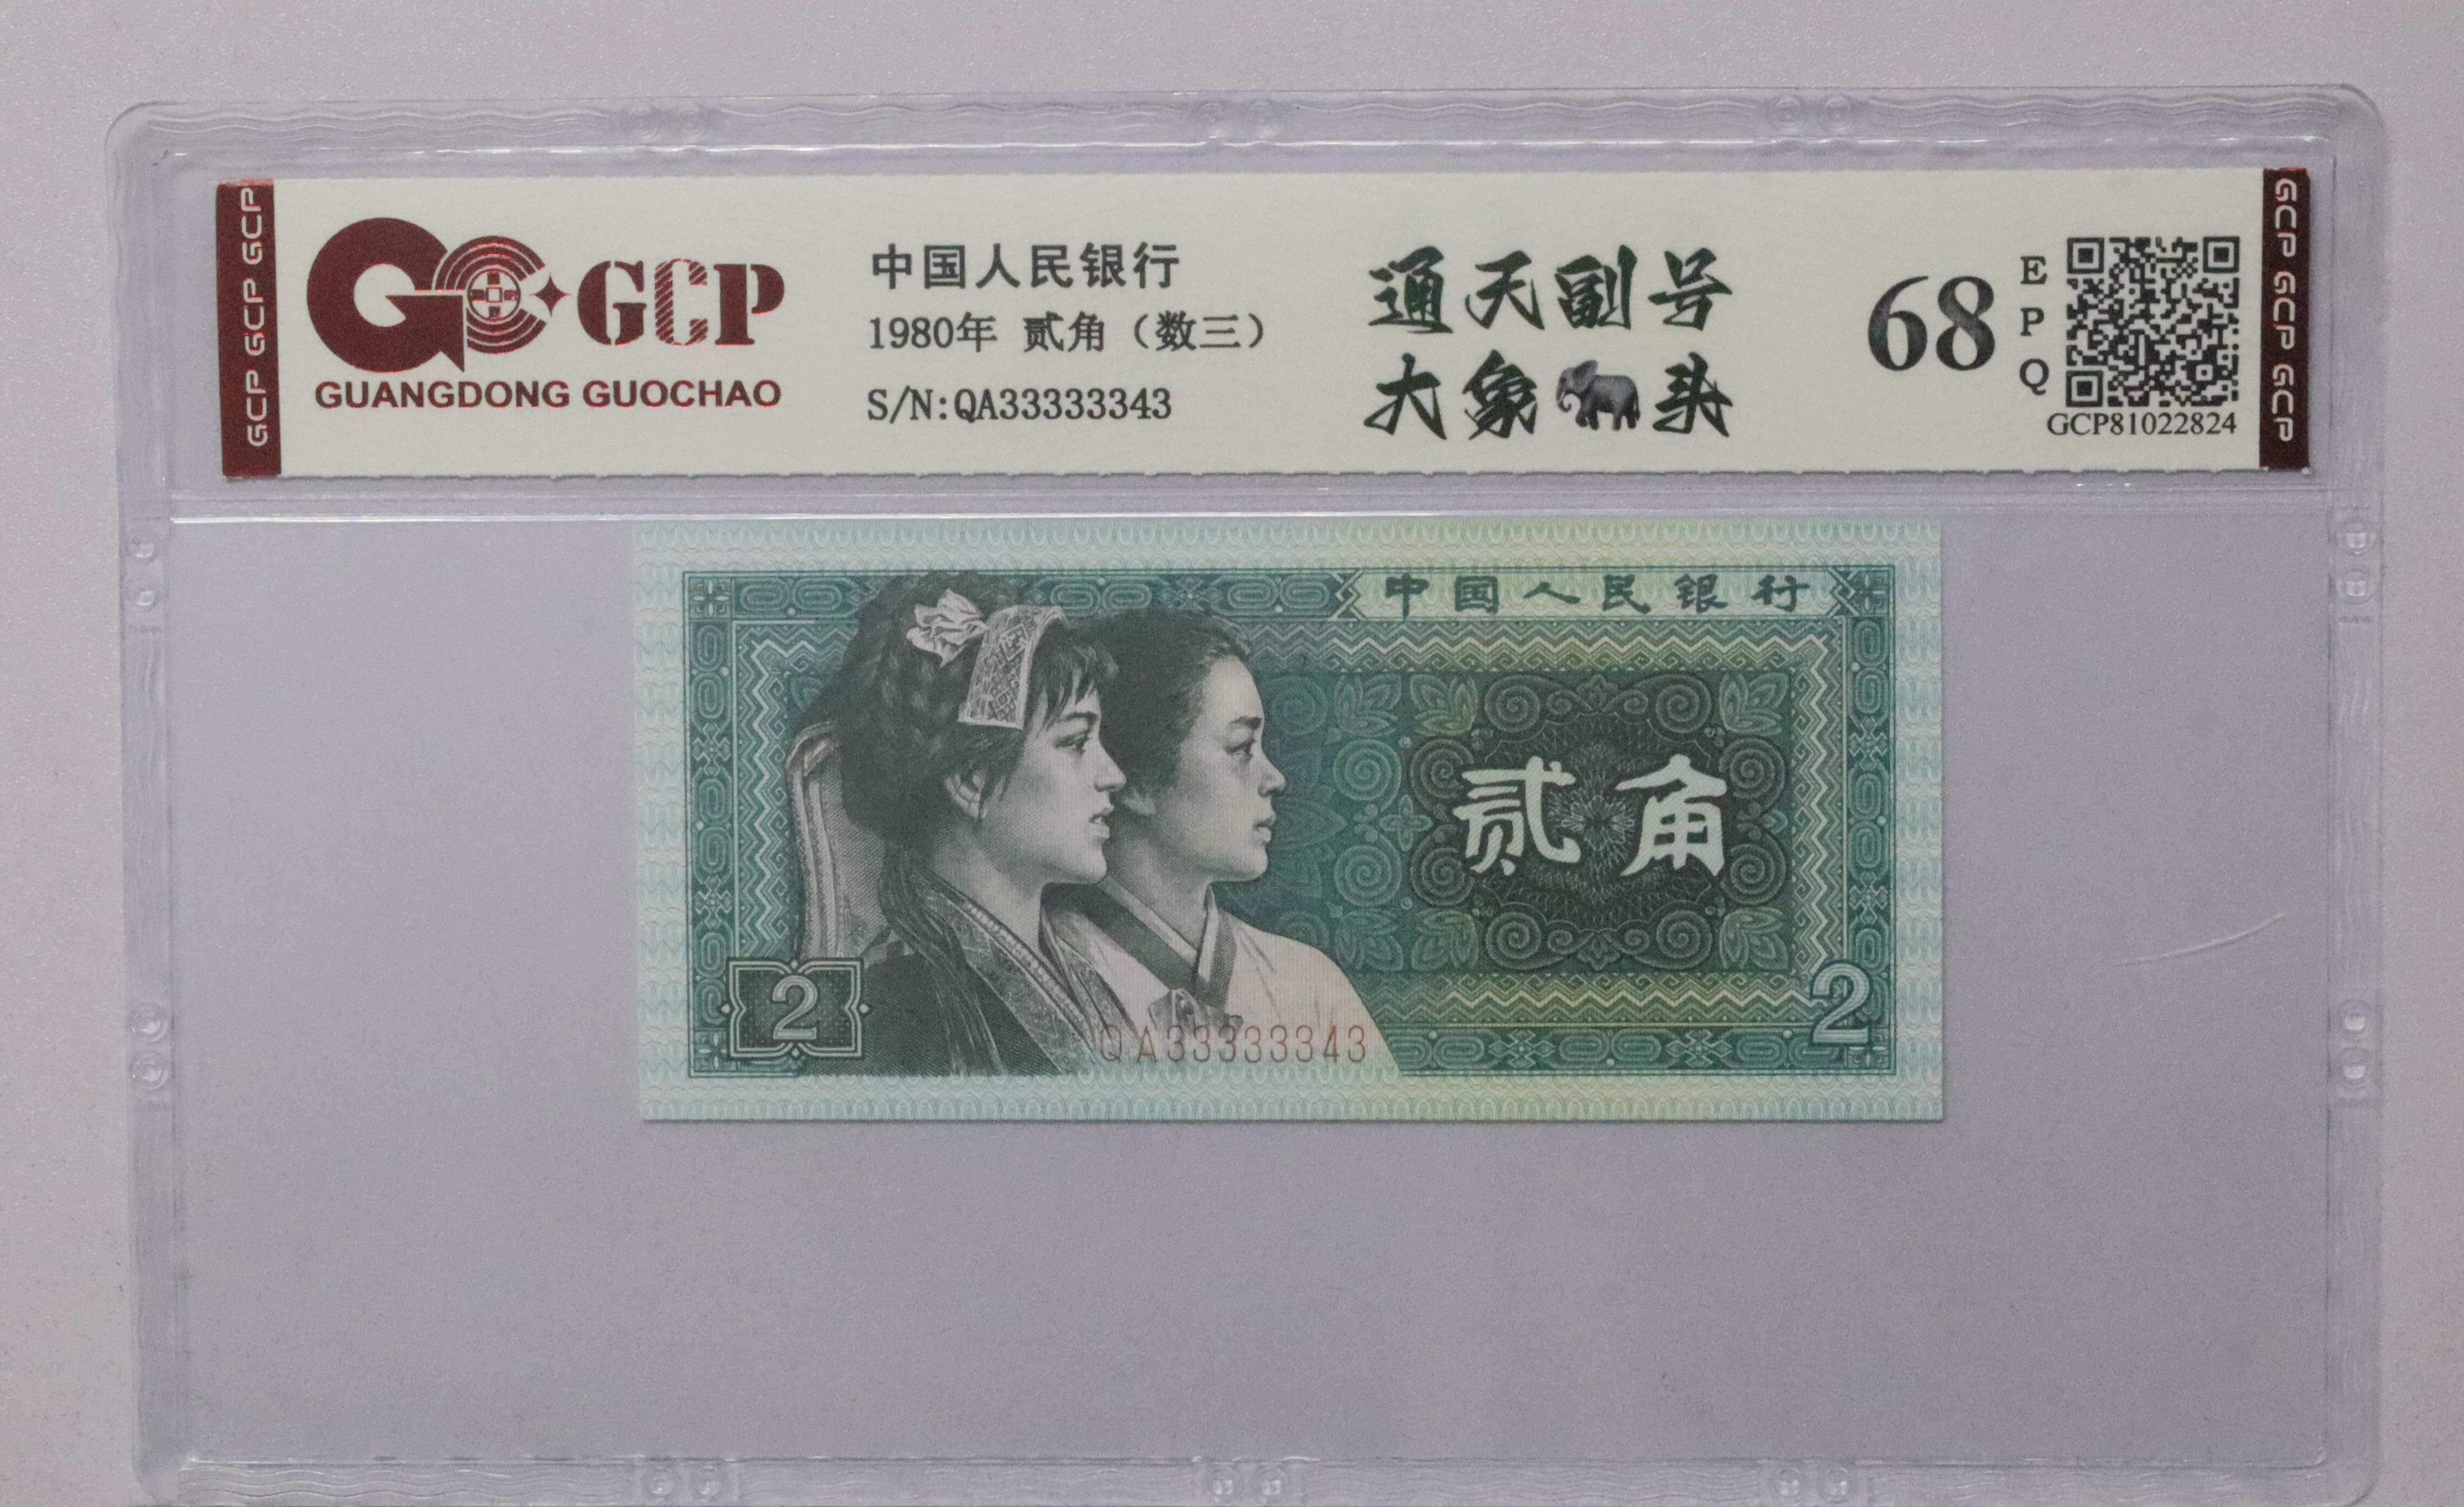 GCP GCP GCP
GCP
GUANGDONG GUOCHAO
中国人民银行
1980年 贰角（数三）
S/N:QA33333343
通天副号
大象🐘头
68
E
P
Q
GCP81022824
GCP GCP GCP
中国人民银行
贰角
2
QA33333343
2